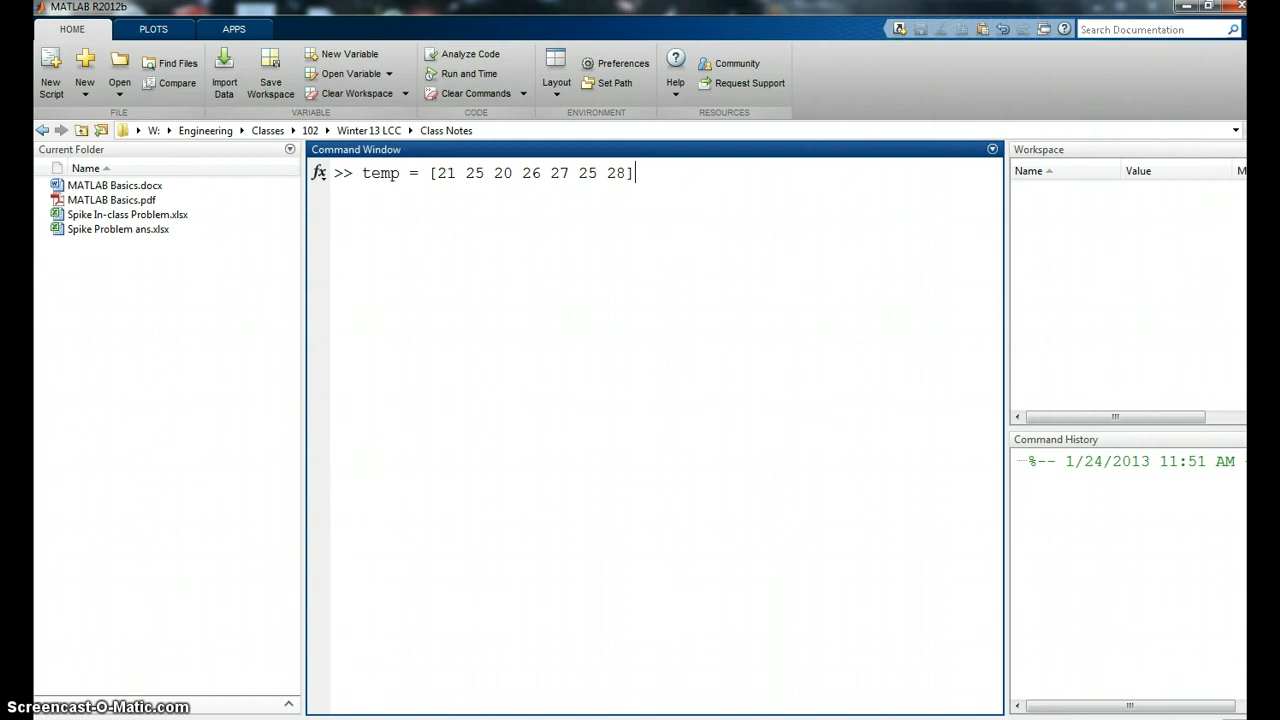 MATLAB R2012b
HOME PLOTS APPS
Search Documentation
New Script
New
Open
Find Files
Compare
Import Data
Save Workspace
New Variable
Open Variable
Clear Workspace
Analyze Code
Run and Time
Clear Commands
Layout
Preferences
Set Path
Help
Community
Request Support
FILE VARIABLE CODE ENVIRONMENT RESOURCES
W: Engineering Classes 102 Winter 13 LCC Class Notes
Current Folder
Name
MATLAB Basics.docx
MATLAB Basics.pdf
Spike In-class Problem.xlsx
Spike Problem ans.xlsx
Command Window
fx >> temp = [21 25 20 26 27 25 28]
Workspace
Name Value M
Command History
%-- 1/24/2013 11:51 AM -
Screencast-O-Matic.com